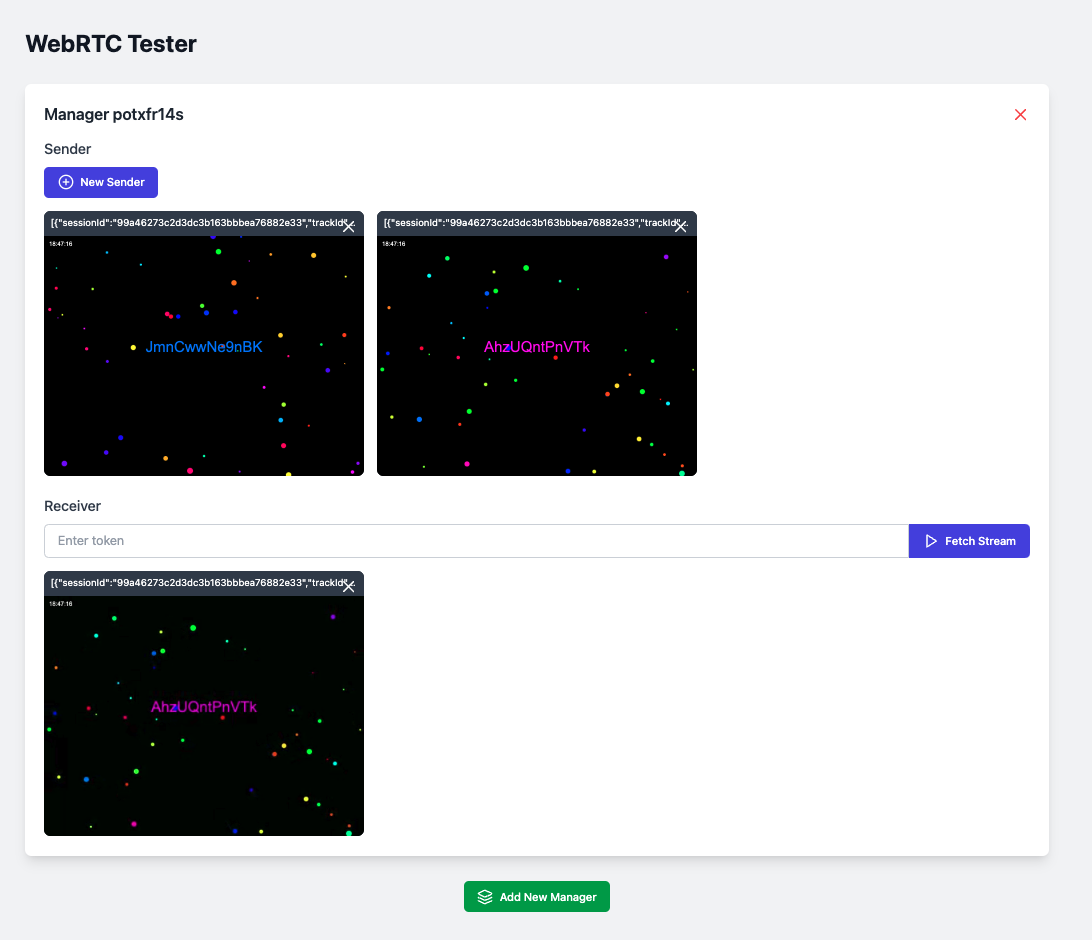 WebRTC Tester
Manager potxfr14s
Sender
New Sender
[{"sessionId":"99a46273c2d3dc3b163bbbea76882e33","trackId"...
[{"sessionId":"99a46273c2d3dc3b163bbbea76882e33","trackId"...
18:47:16
18:47:16
JmnCwwNe9nBK
AhzUQntPnVTk
Receiver
Enter token
Fetch Stream
[{"sessionId":"99a46273c2d3dc3b163bbbea76882e33","trackId"...
18:47:16
AhzUQntPnVTk
Add New Manager